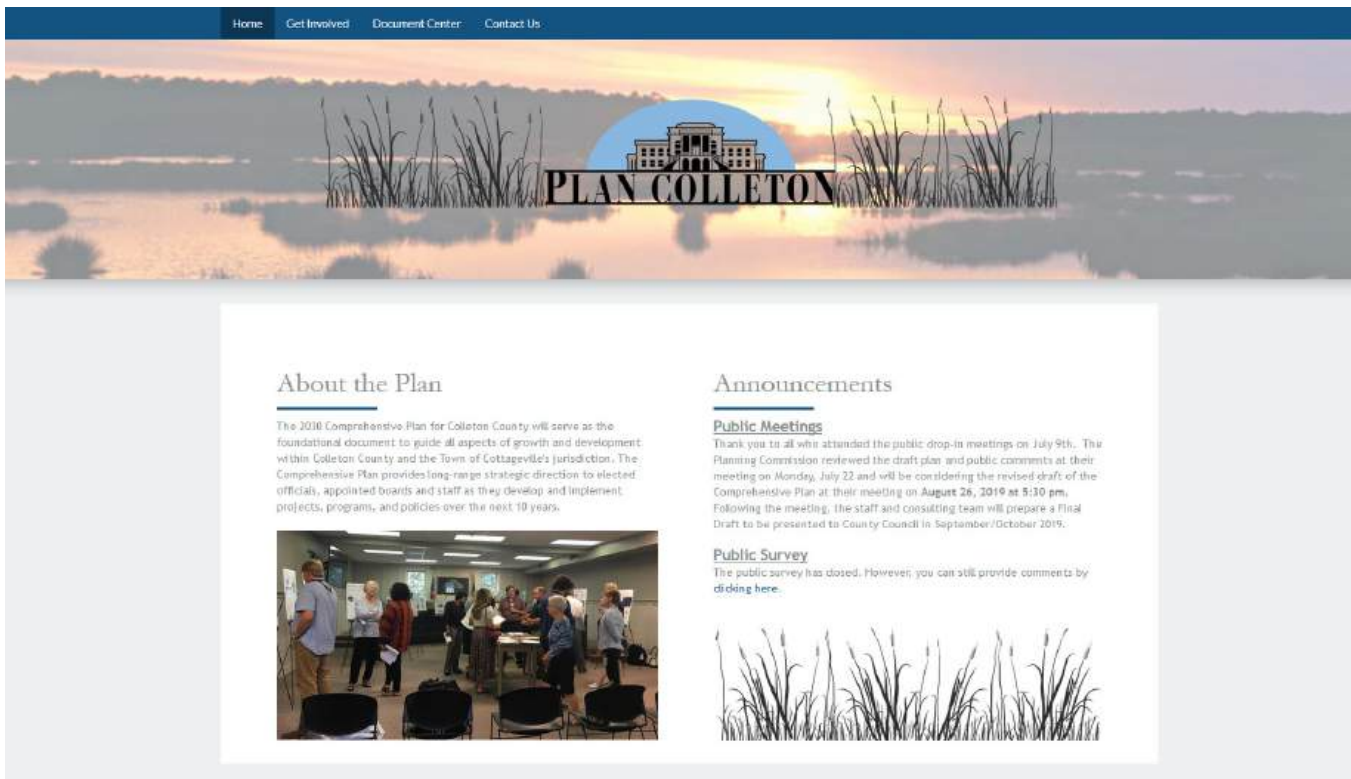 Home Get Involved Document Center Contact Us
PLAN COLLETON
About the Plan
The 2030 Comprehensive Plan for Colleton County will serve as the
foundational document to guide all aspects of growth and development
within Colleton County and the Town of Cottageville's jurisdiction. The
Comprehensive Plan provides long-range strategic direction to elected
officials, appointed boards and staff as they develop and implement
projects, programs, and policies over the next 10 years.
Announcements
Public Meetings
Thank you to all who attended the public drop-in meetings on July 9th. The
Planning Commission reviewed the draft plan and public comments at their
meeting on Monday, July 22 and will be considering the revised draft of the
Comprehensive Plan at their meeting on August 26, 2019 at 5:30 pm.
Following the meeting, the staff and consulting team will prepare a Final
Draft to be presented to County Council in September/October 2019.
Public Survey
The public survey has closed. However, you can still provide comments by
clicking here.